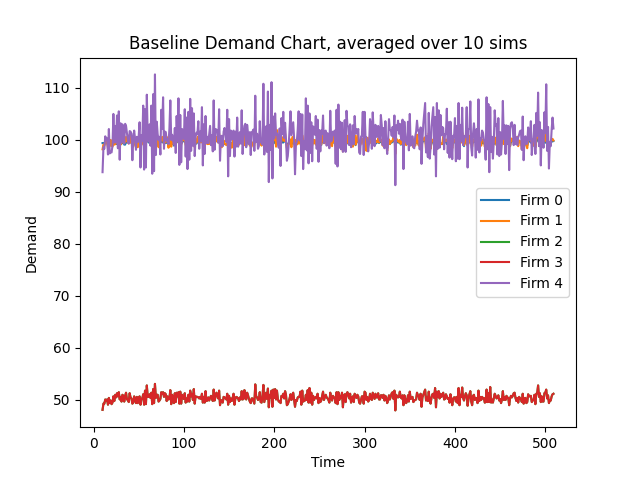 Baseline Demand Chart, averaged over 10 sims
110
100
90
80
70
60
50
Demand
Firm 0
Firm 1
Firm 2
Firm 3
Firm 4
0
100
200
300
400
500
Time